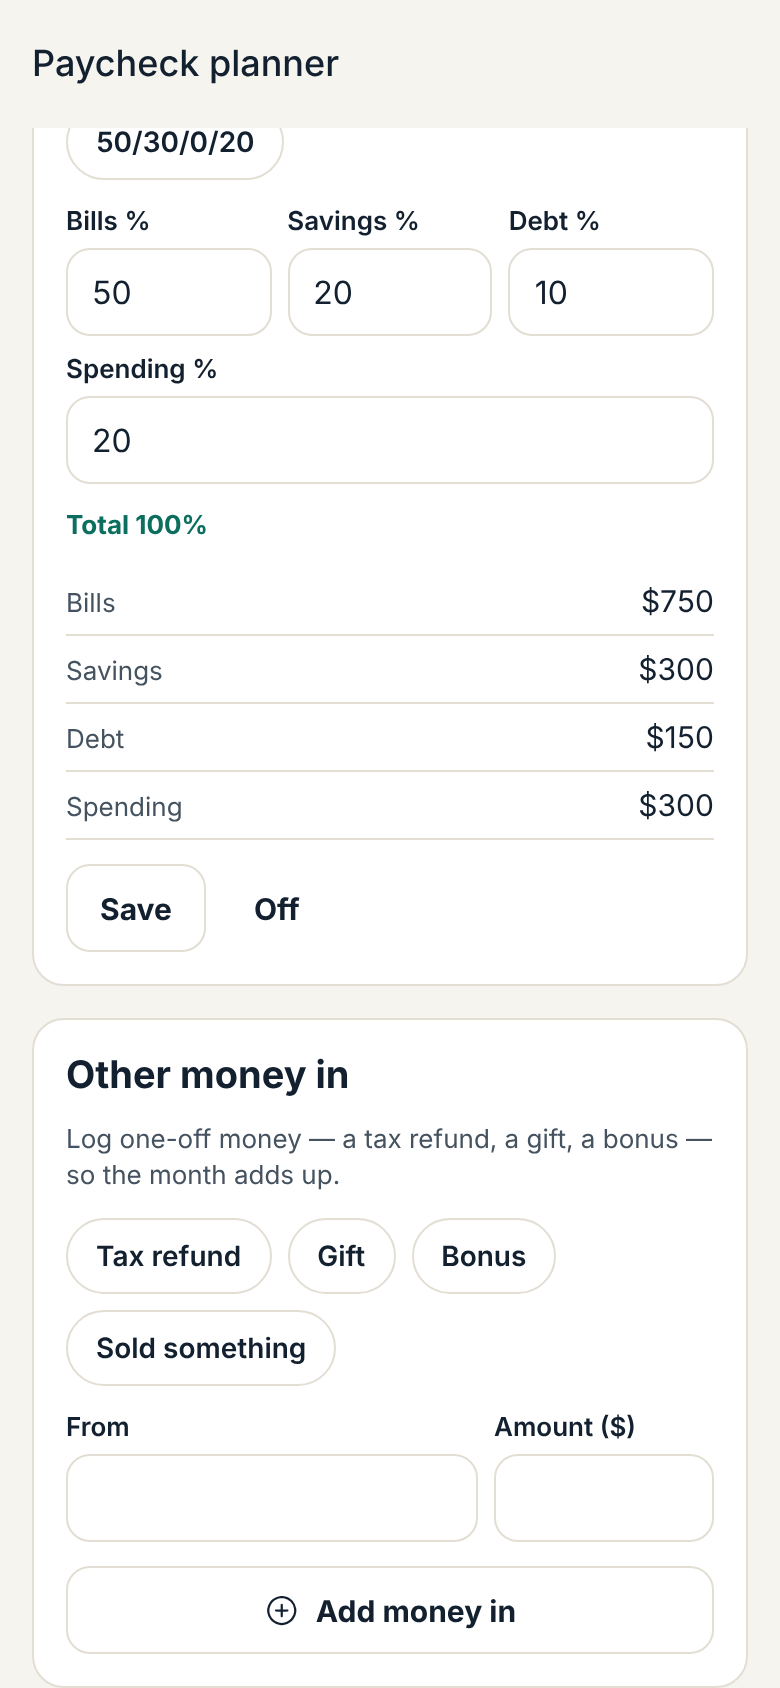 Paycheck planner
50/30/0/20
Bills % Savings % Debt %
50 20 10
Spending %
20
Total 100%
Bills $750
Savings $300
Debt $150
Spending $300
Save Off
Other money in
Log one-off money — a tax refund, a gift, a bonus —
so the month adds up.
Tax refund Gift Bonus
Sold something
From Amount ($)
Add money in